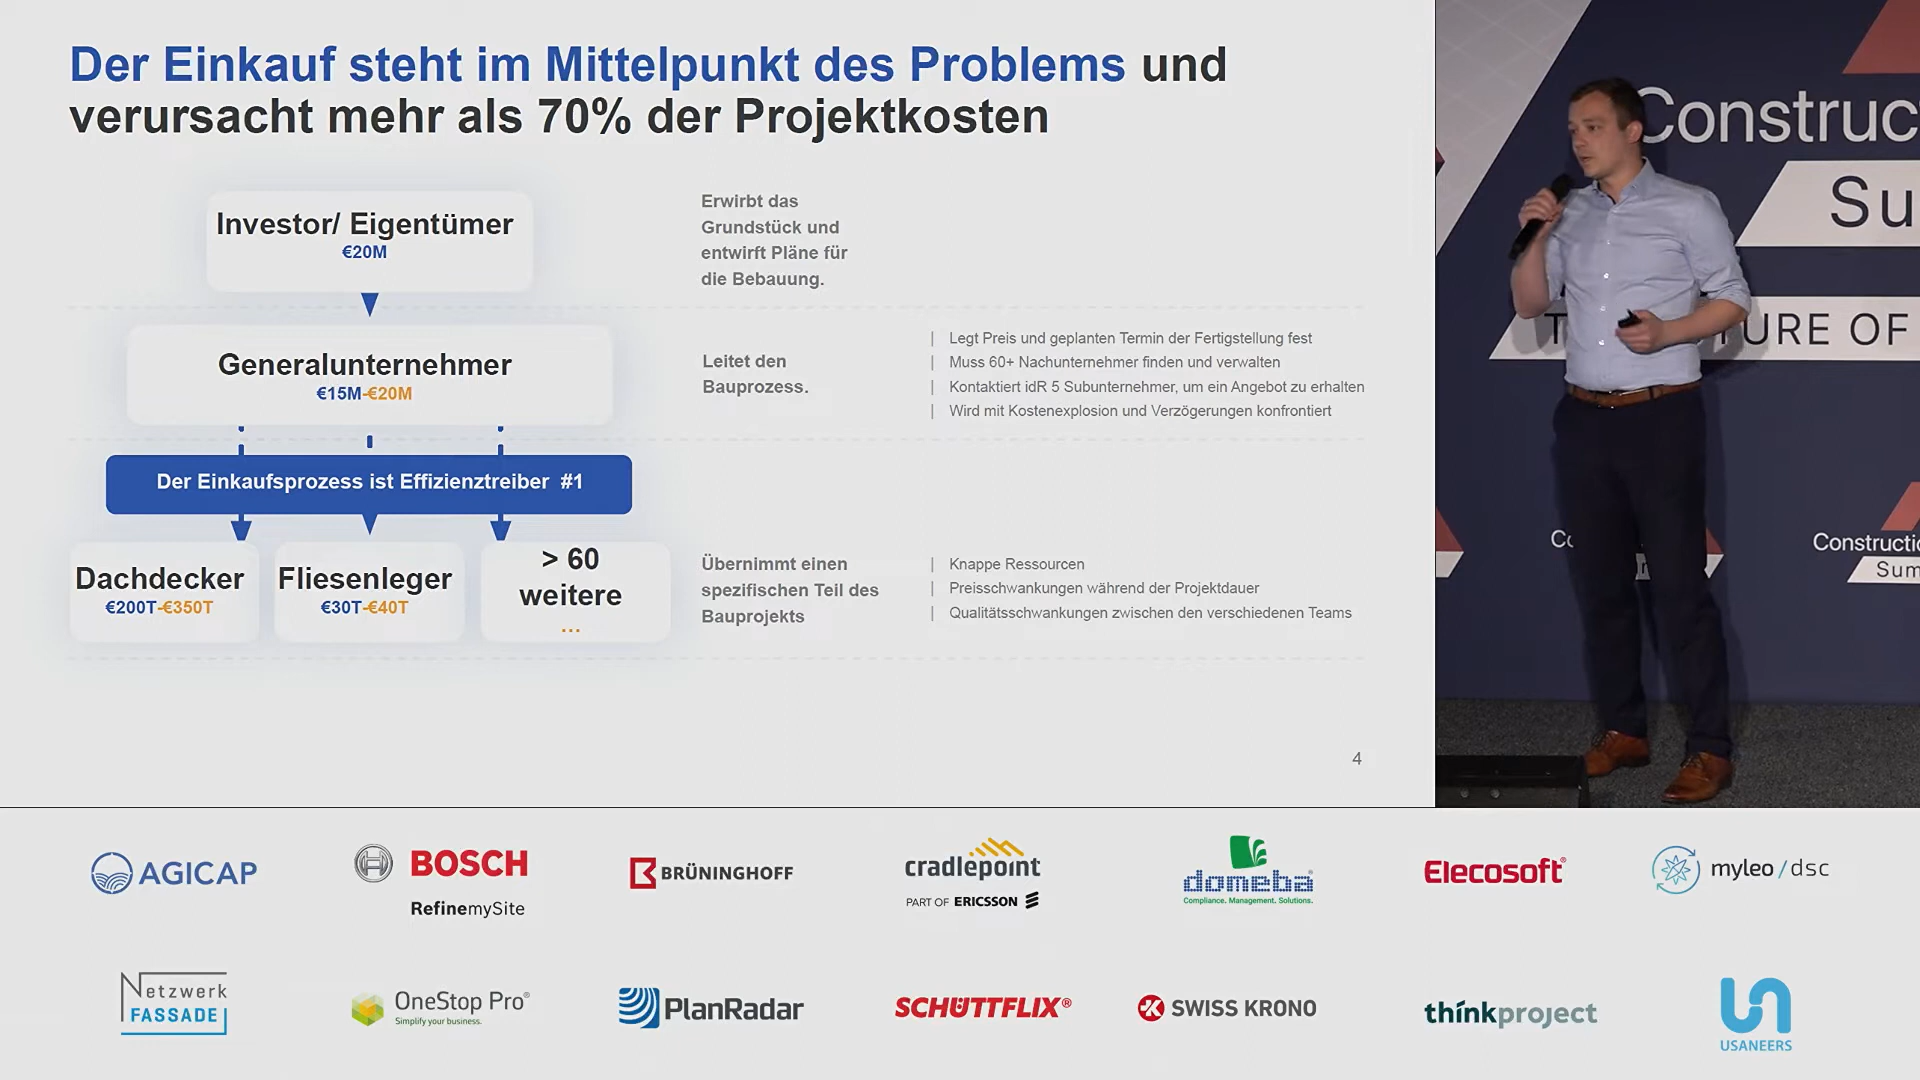 Der Einkauf steht im Mittelpunkt des Problems und
verursacht mehr als 70% der Projektkosten
Investor/ Eigentümer
€20M
Erwirbt das
Grundstück und
entwirft Pläne für
die Bebauung.
Generalunternehmer
€15M-€20M
Leitet den
Bauprozess.
| Legt Preis und geplanten Termin der Fertigstellung fest
| Muss 60+ Nachunternehmer finden und verwalten
| Kontaktiert idR 5 Subunternehmer, um ein Angebot zu erhalten
| Wird mit Kostenexplosion und Verzögerungen konfrontiert
Der Einkaufsprozess ist Effizienztreiber #1
Dachdecker
€200T-€350T
Fliesenleger
€30T-€40T
> 60
weitere
...
Übernimmt einen
spezifischen Teil des
Bauprojekts
| Knappe Ressourcen
| Preisschwankungen während der Projektdauer
| Qualitätsschwankungen zwischen den verschiedenen Teams
4
Construc
Su
URE OF
Constructio
Sum
AGICAP
BOSCH
RefinemySite
BRÜNINGHOFF
cradlepoint
PART OF ERICSSON
domeba
Compliance. Management. Solutions.
Elecosoft®
myleo/dsc
Netzwerk
FASSADE
OneStop Pro®
Simplify your business.
PlanRadar
SCHÜTTFLIX®
SWISS KRONO
thinkproject
USANEERS